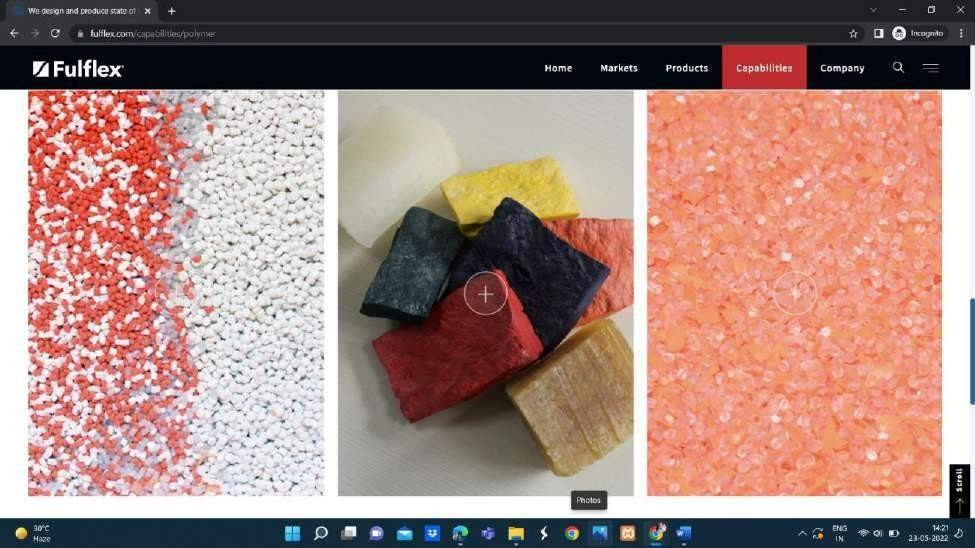 We design and produce state of
fulflex.com/capabilities/polymer
Incognito
Fulflex
Home Markets Products Capabilities Company
Scroll
Photos
30°C
Haze
ENG
IN
14:21
23-05-2022